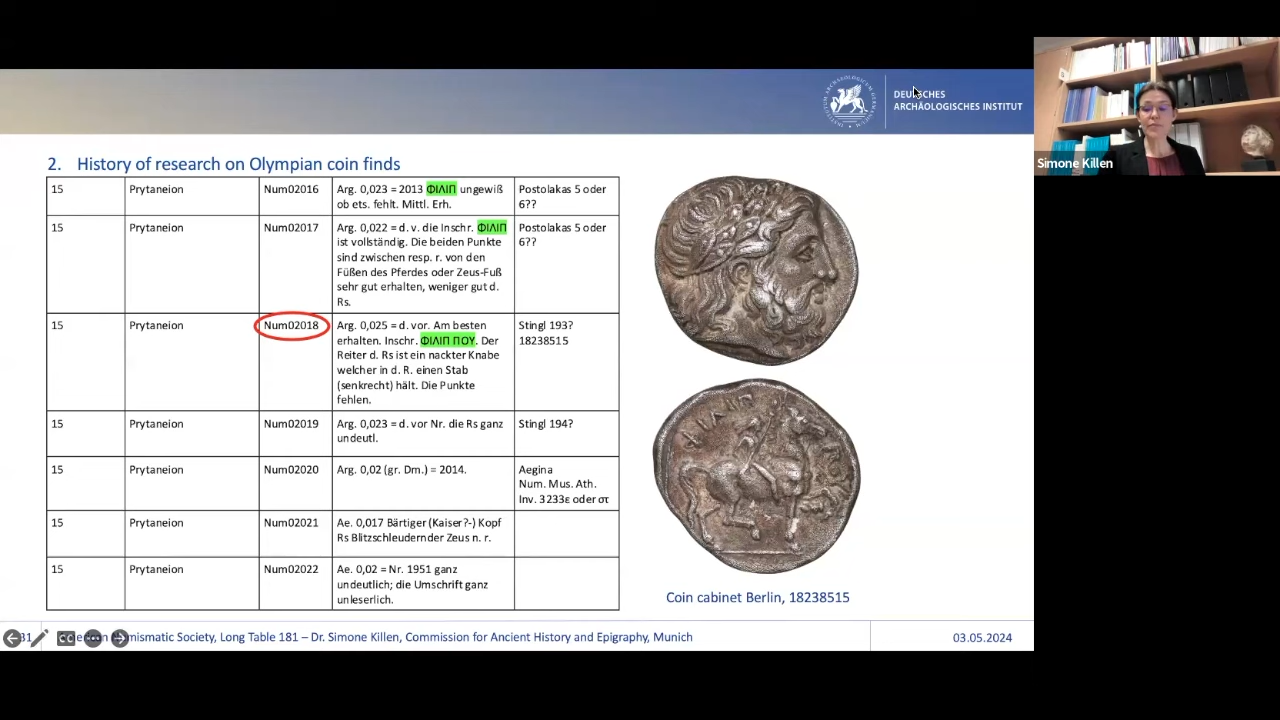 DEUTSCHES
ARCHÄOLOGISCHES INSTITUT
Simone Killen
2. History of research on Olympian coin finds
15 Prytaneion Num02016 Arg. 0,023 = 2013 ΦΙΛΙΠ ungewiß Postolakas 5 oder
ob ets. fehlt. Mittl. Erh. 6??
15 Prytaneion Num02017 Arg. 0,022 = d. v. die Inschr. ΦΙΛΙΠ Postolakas 5 oder
ist vollständig. Die beiden Punkte 6??
sind zwischen resp. r. von den
Füßen des Pferdes oder Zeus-Fuß
sehr gut erhalten, weniger gut d.
Rs.
15 Prytaneion Num02018 Arg. 0,025 = d. vor. Am besten Stingl 193?
erhalten. Inschr. ΦΙΛΙΠ ΠΟΥ. Der 18238515
Reiter d. Rs ist ein nackter Knabe
welcher in d. R. einen Stab
(senkrecht) hält. Die Punkte
fehlen.
15 Prytaneion Num02019 Arg. 0,023 = d. vor Nr. die Rs ganz Stingl 194?
undeutl.
15 Prytaneion Num02020 Arg. 0,02 (gr. Dm.) = 2014. Aegina
Num. Mus. Ath.
Inv. 3233ε oder στ
15 Prytaneion Num02021 Ae. 0,017 Bärtiger (Kaiser?-) Kopf
Rs Blitzschleudernder Zeus n. r.
15 Prytaneion Num02022 Ae. 0,02 = Nr. 1951 ganz
undeutlich; die Umschrift ganz
unleserlich.
ΦΙΛΙΠ
ΠΟΥ
Coin cabinet Berlin, 18238515
31 Numismatic Society, Long Table 181 – Dr. Simone Killen, Commission for Ancient History and Epigraphy, Munich 03.05.2024